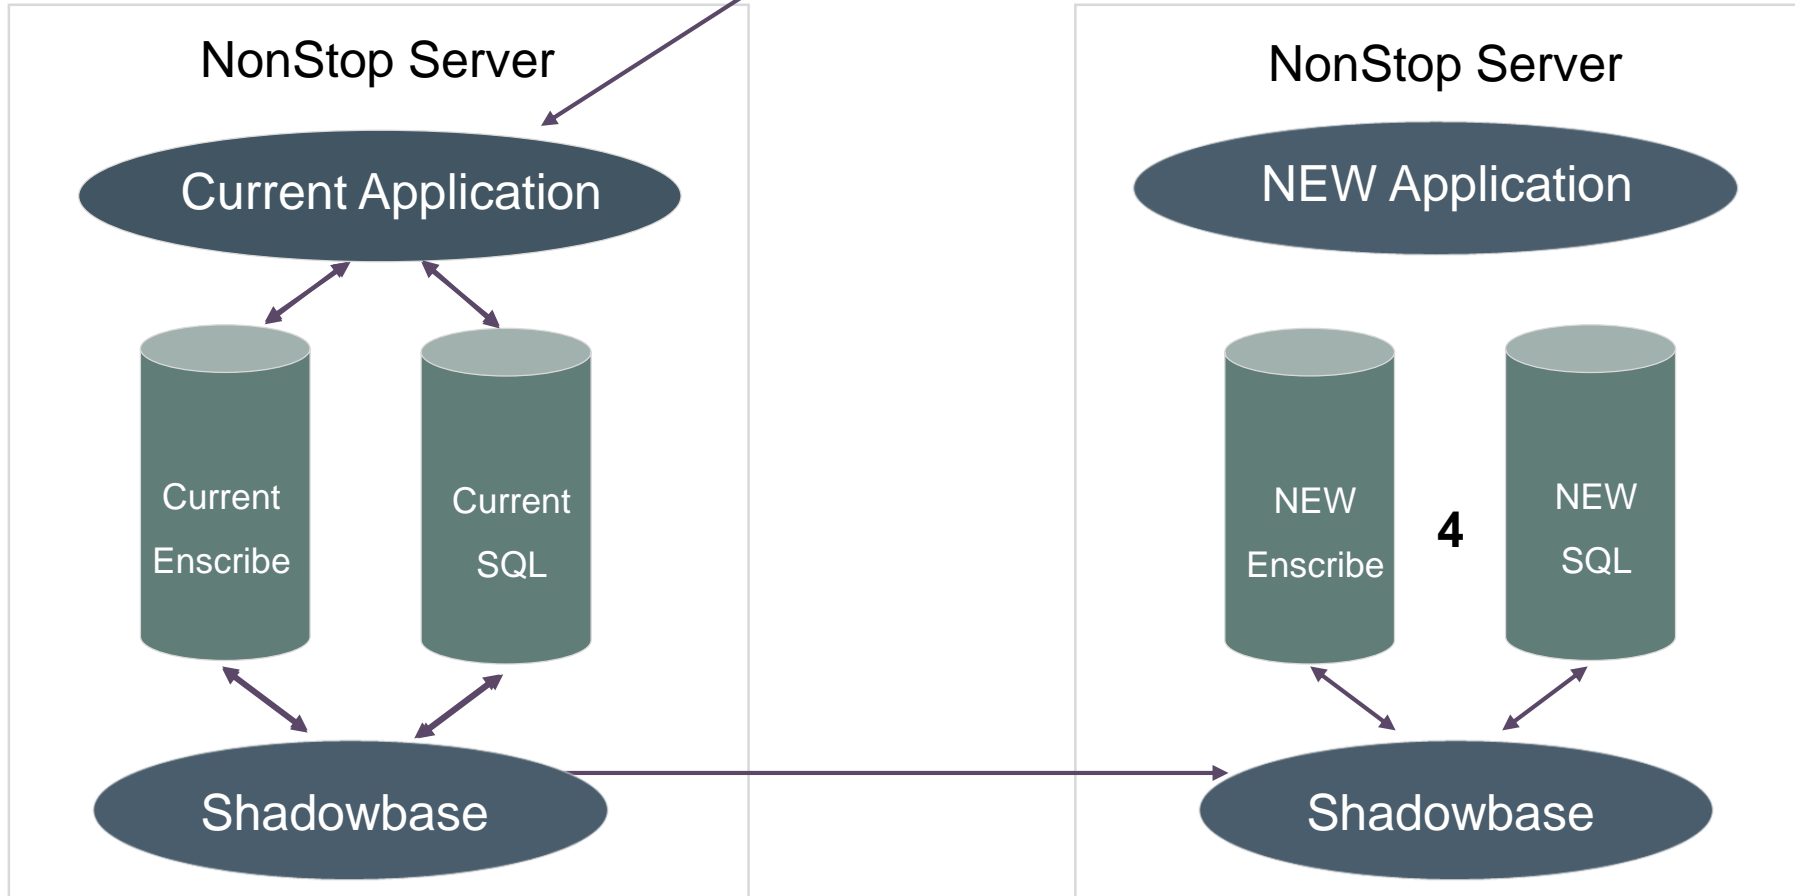 NonStop Server
Current Application
Current
Enscribe
Current
SQL
Shadowbase
NonStop Server
NEW Application
NEW
Enscribe
4
NEW
SQL
Shadowbase